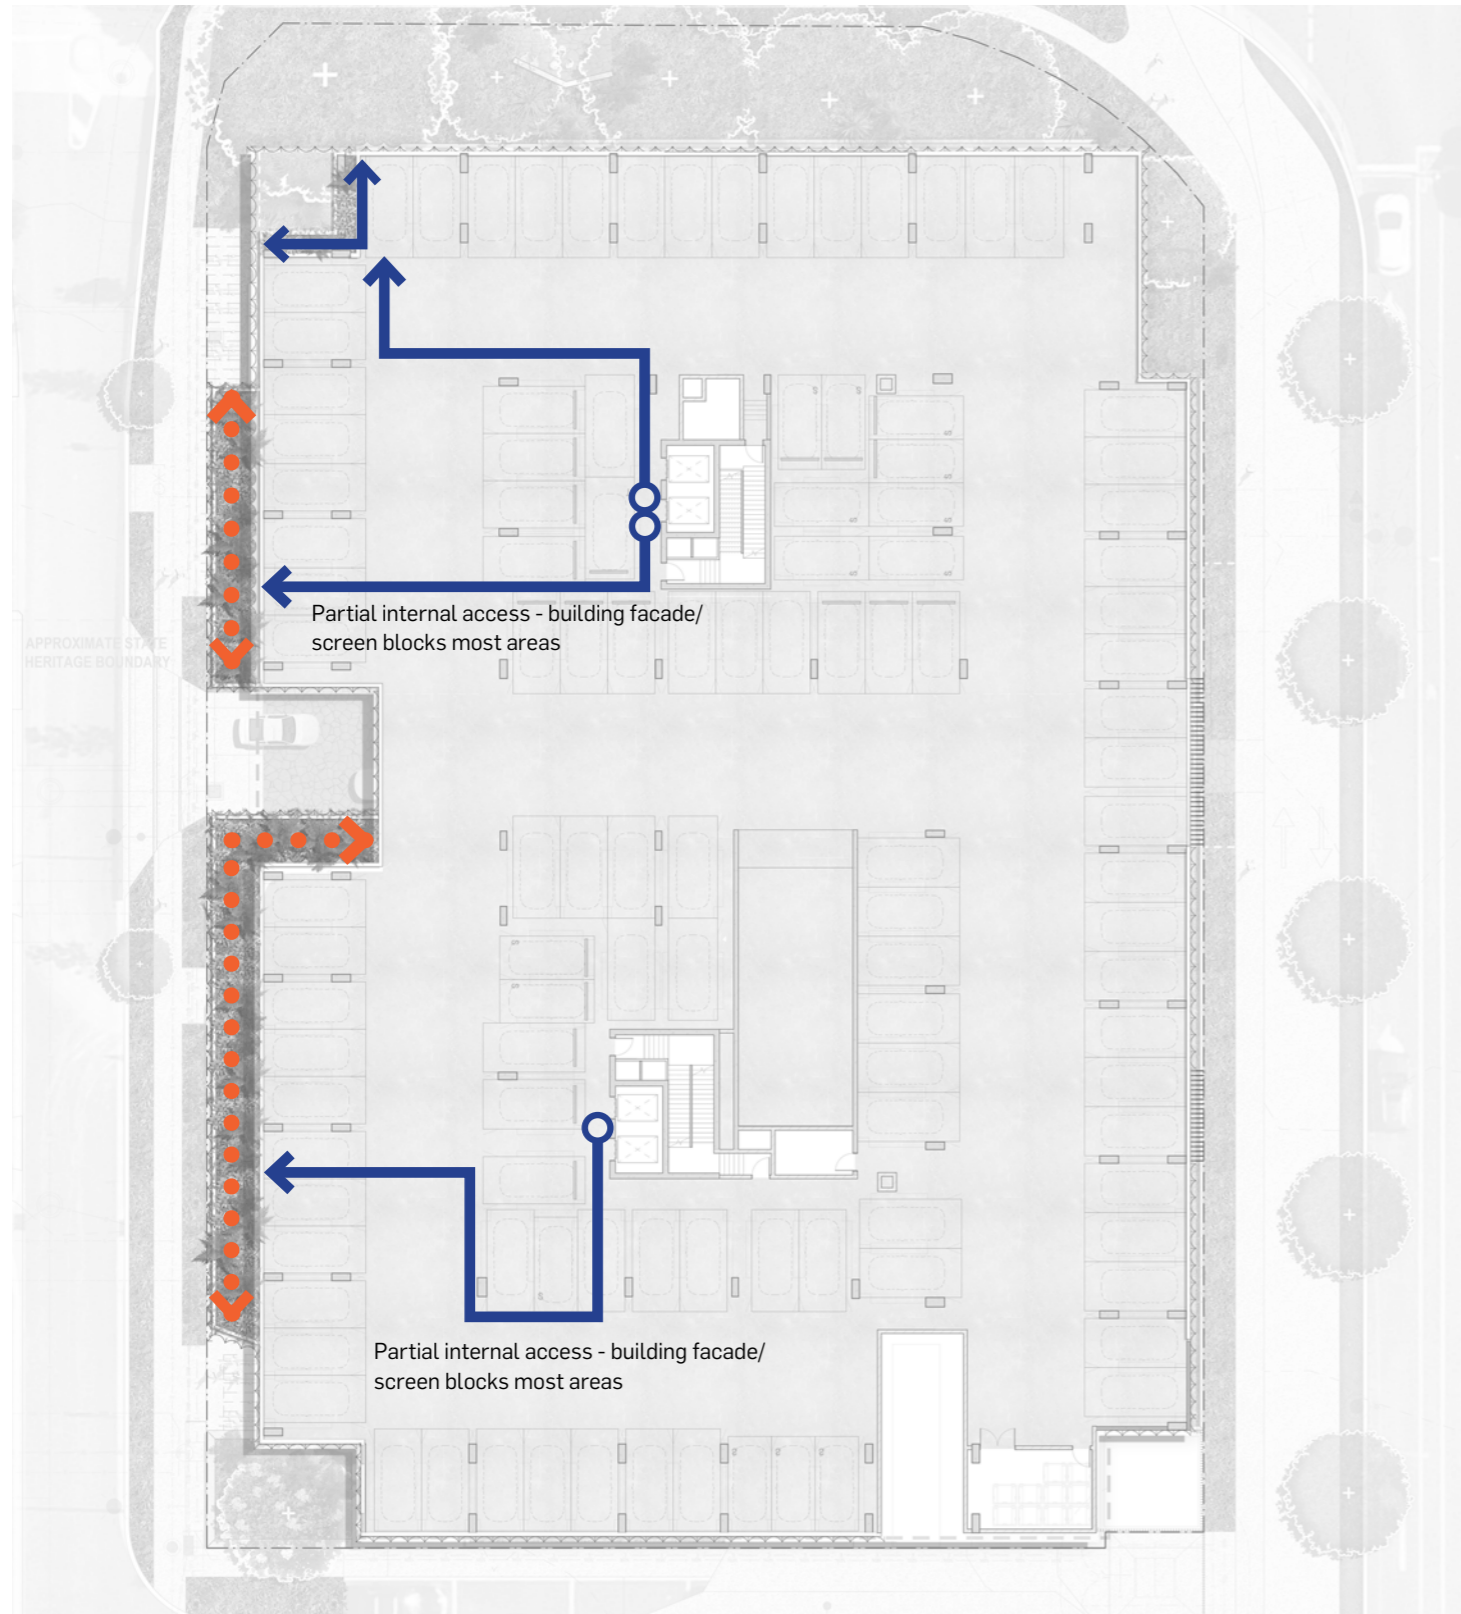 Partial internal access - building facade/
screen blocks most areas
APPROXIMATE STATE
HERITAGE BOUNDARY
Partial internal access - building facade/
screen blocks most areas